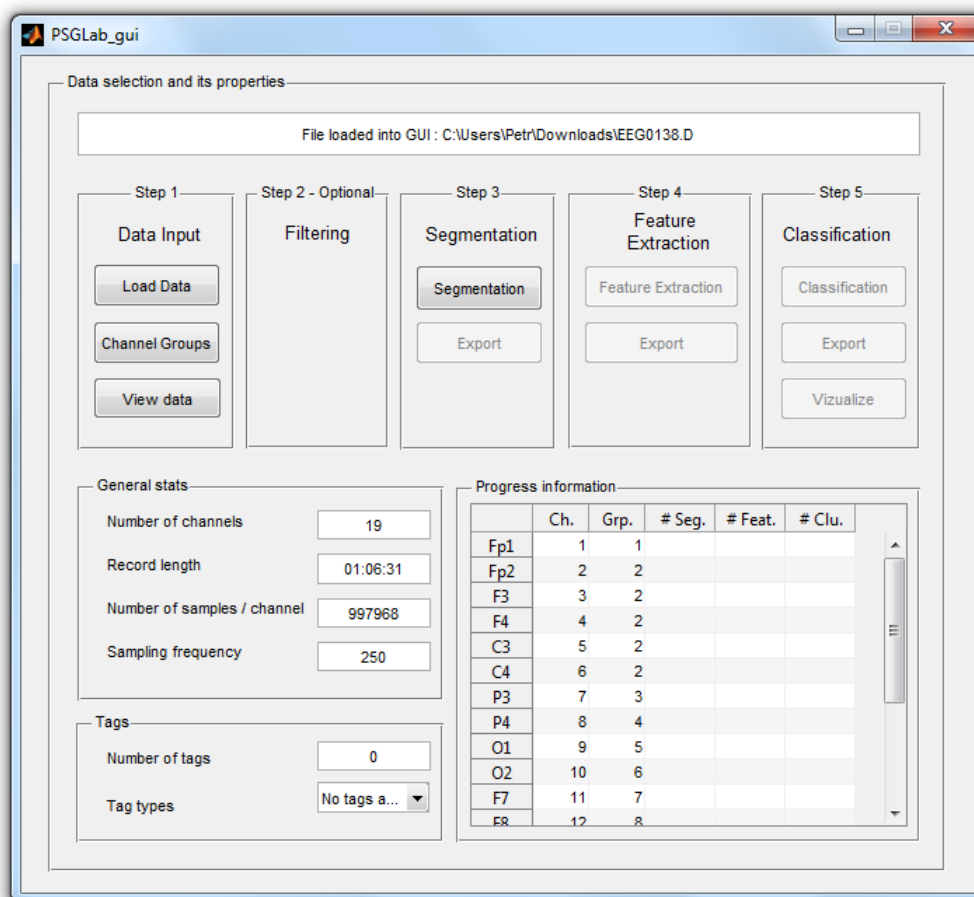 PSGLab_gui
Data selection and its properties
File loaded into GUI : C:\Users\Petr\Downloads\EEG0138.D
Step 1
Data Input
Load Data
Channel Groups
View data
Step 2 - Optional
Filtering
Step 3
Segmentation
Segmentation
Export
Step 4
Feature
Extraction
Feature Extraction
Export
Step 5
Classification
Classification
Export
Vizualize
General stats
Number of channels 19
Record length 01:06:31
Number of samples / channel 997968
Sampling frequency 250
Tags
Number of tags 0
Tag types No tags a...
Progress information
Ch. Grp. # Seg. # Feat. # Clu.
Fp1 1 1
Fp2 2 2
F3 3 2
F4 4 2
C3 5 2
C4 6 2
P3 7 3
P4 8 4
O1 9 5
O2 10 6
F7 11 7
F8 12 8